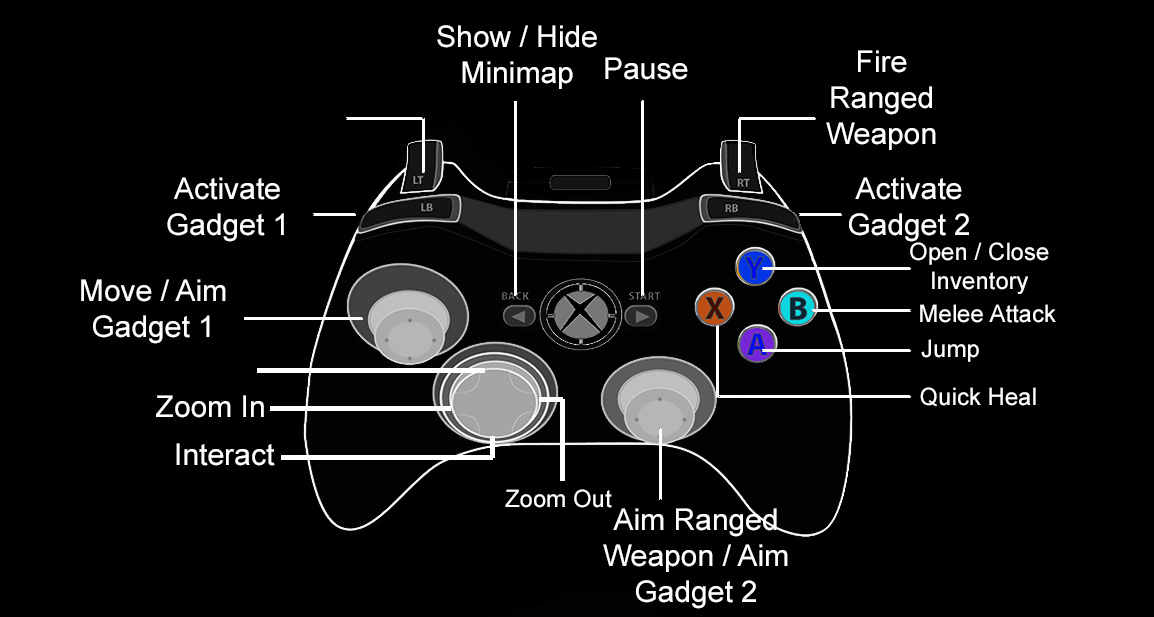 Show / Hide
Minimap
Pause
Fire
Ranged
Weapon
LT
RT
Activate
Gadget 1
LB
RB
Activate
Gadget 2
Y
Open / Close
Inventory
Move / Aim
Gadget 1
BACK
START
X
B
Melee Attack
A
Jump
Zoom In
Quick Heal
Interact
Zoom Out
Aim Ranged
Weapon / Aim
Gadget 2